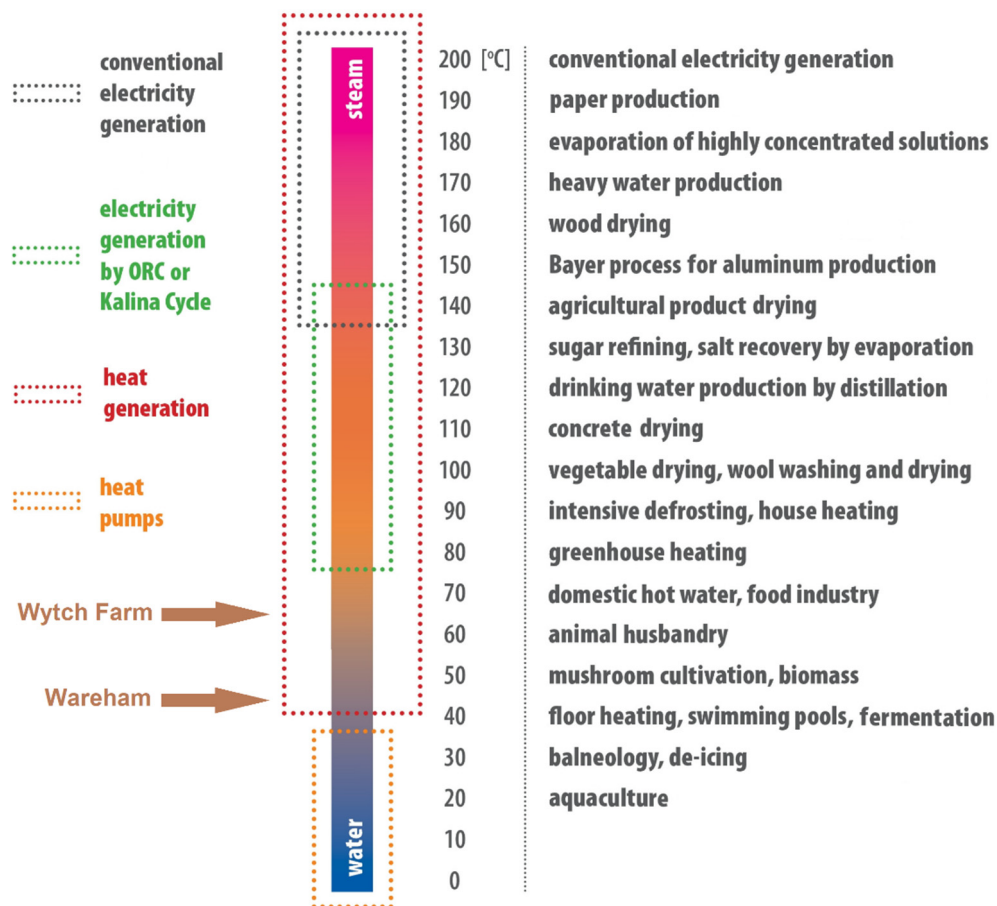 conventional
electricity
generation
electricity
generation
by ORC or
Kalina Cycle
heat
generation
heat
pumps
Wytch Farm
Wareham
steam
water
200 [°C] conventional electricity generation
190 paper production
180 evaporation of highly concentrated solutions
170 heavy water production
160 wood drying
150 Bayer process for aluminum production
140 agricultural product drying
130 sugar refining, salt recovery by evaporation
120 drinking water production by distillation
110 concrete drying
100 vegetable drying, wool washing and drying
90 intensive defrosting, house heating
80 greenhouse heating
70 domestic hot water, food industry
60 animal husbandry
50 mushroom cultivation, biomass
40 floor heating, swimming pools, fermentation
30 balneology, de-icing
20 aquaculture
10
0